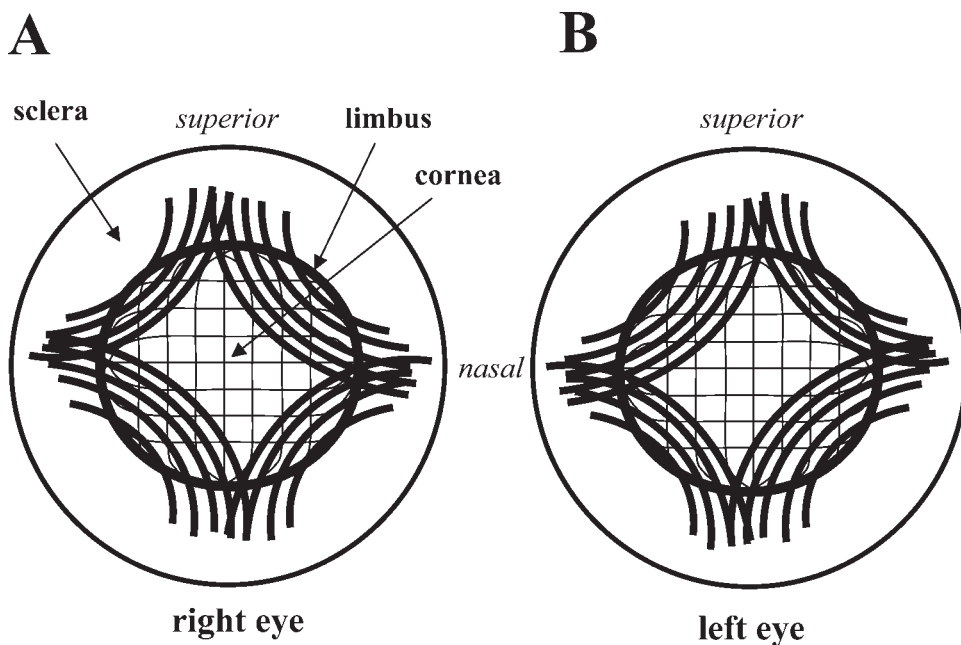 A
B
sclera
superior
limbus
superior
cornea
nasal
right eye
left eye